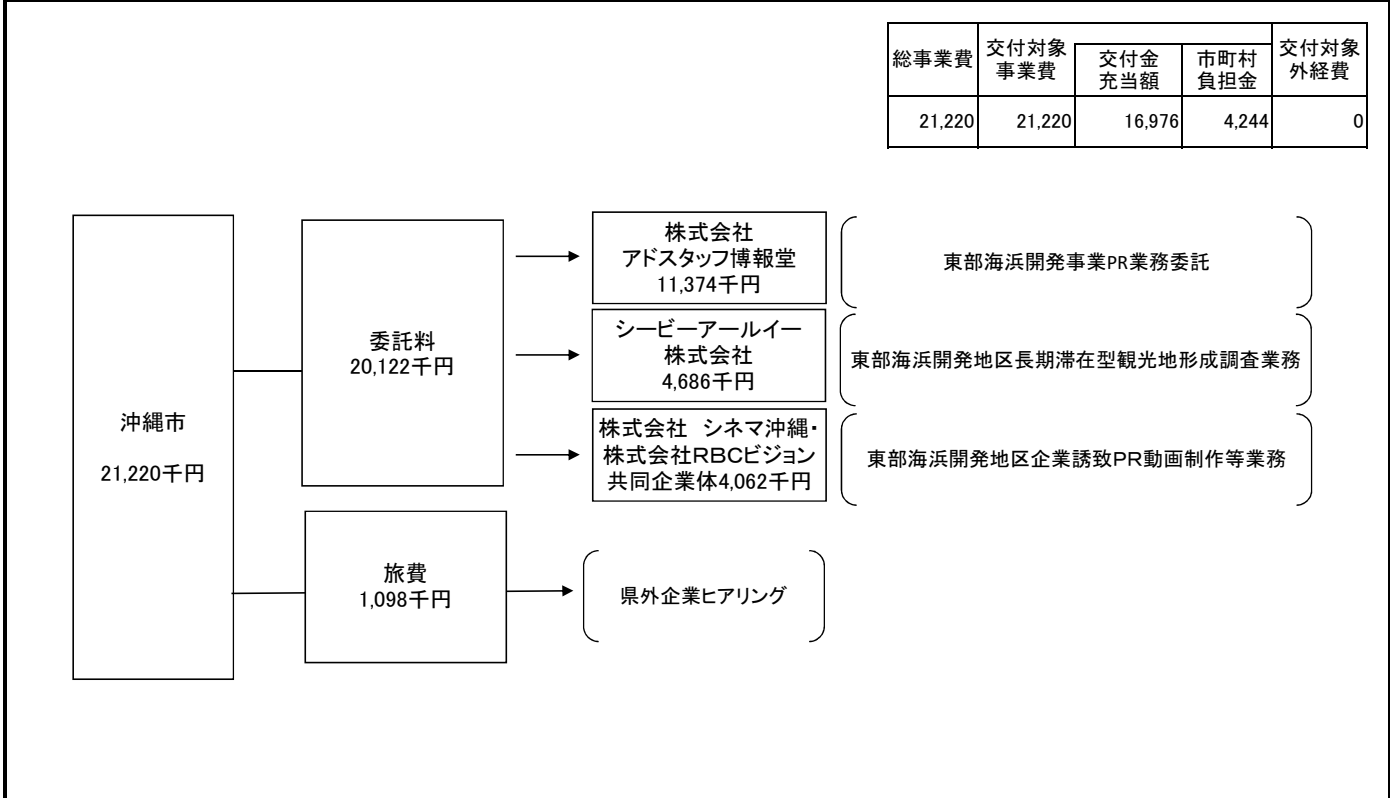 総事業費
交付対象
事業費
交付金
充当額
市町村
負担金
交付対象
外経費
21,220
21,220
16,976
4,244
0
沖縄市
21,220千円
委託料
20,122千円
株式会社
アドスタッフ博報堂
11,374千円
東部海浜開発事業PR業務委託
シービーアールイー
株式会社
4,686千円
東部海浜開発地区長期滞在型観光地形成調査業務
株式会社　シネマ沖縄・
株式会社RBCビジョン
共同企業体4,062千円
東部海浜開発地区企業誘致PR動画制作等業務
旅費
1,098千円
県外企業ヒアリング